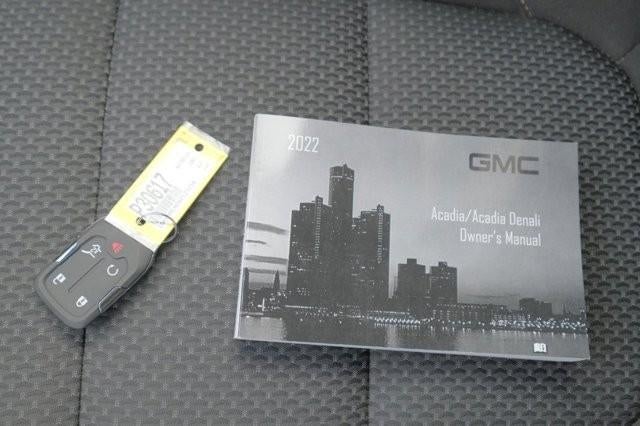 P30617
2022
GMC
Acadia/Acadia Denali
Owner's Manual